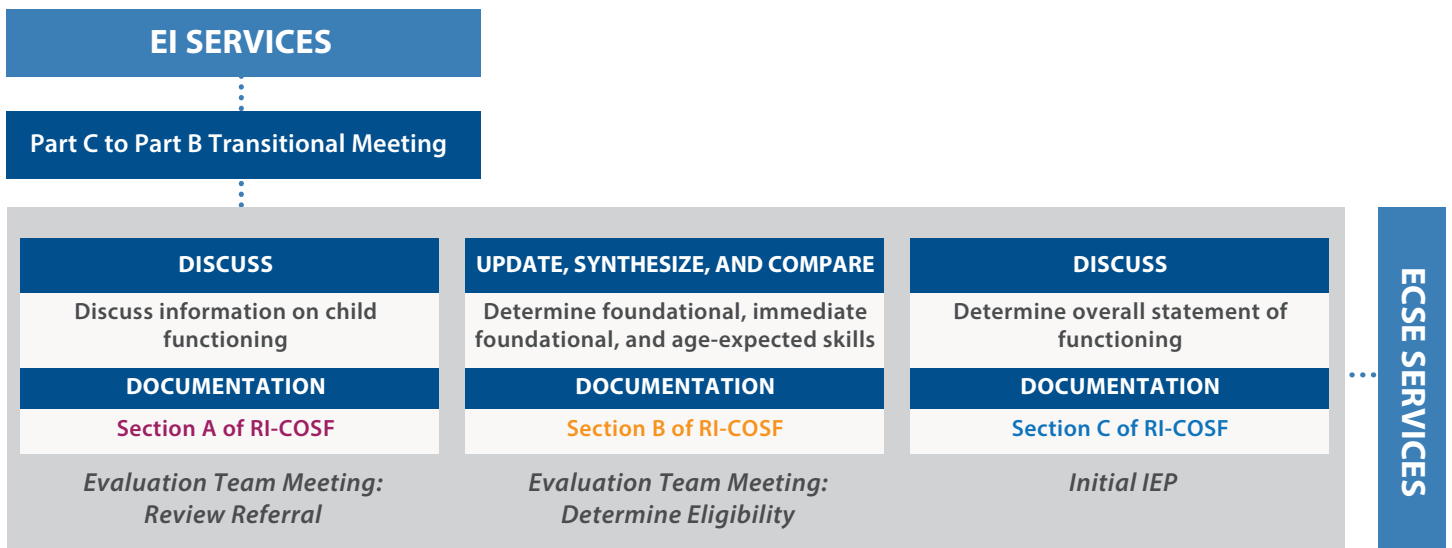 EI SERVICES
Part C to Part B Transitional Meeting
DISCUSS
Discuss information on child
functioning
DOCUMENTATION
Section A of RI-COSF
Evaluation Team Meeting:
Review Referral
UPDATE, SYNTHESIZE, AND COMPARE
Determine foundational, immediate
foundational, and age-expected skills
DOCUMENTATION
Section B of RI-COSF
Evaluation Team Meeting:
Determine Eligibility
DISCUSS
Determine overall statement of
functioning
DOCUMENTATION
Section C of RI-COSF
Initial IEP
ECSE SERVICES